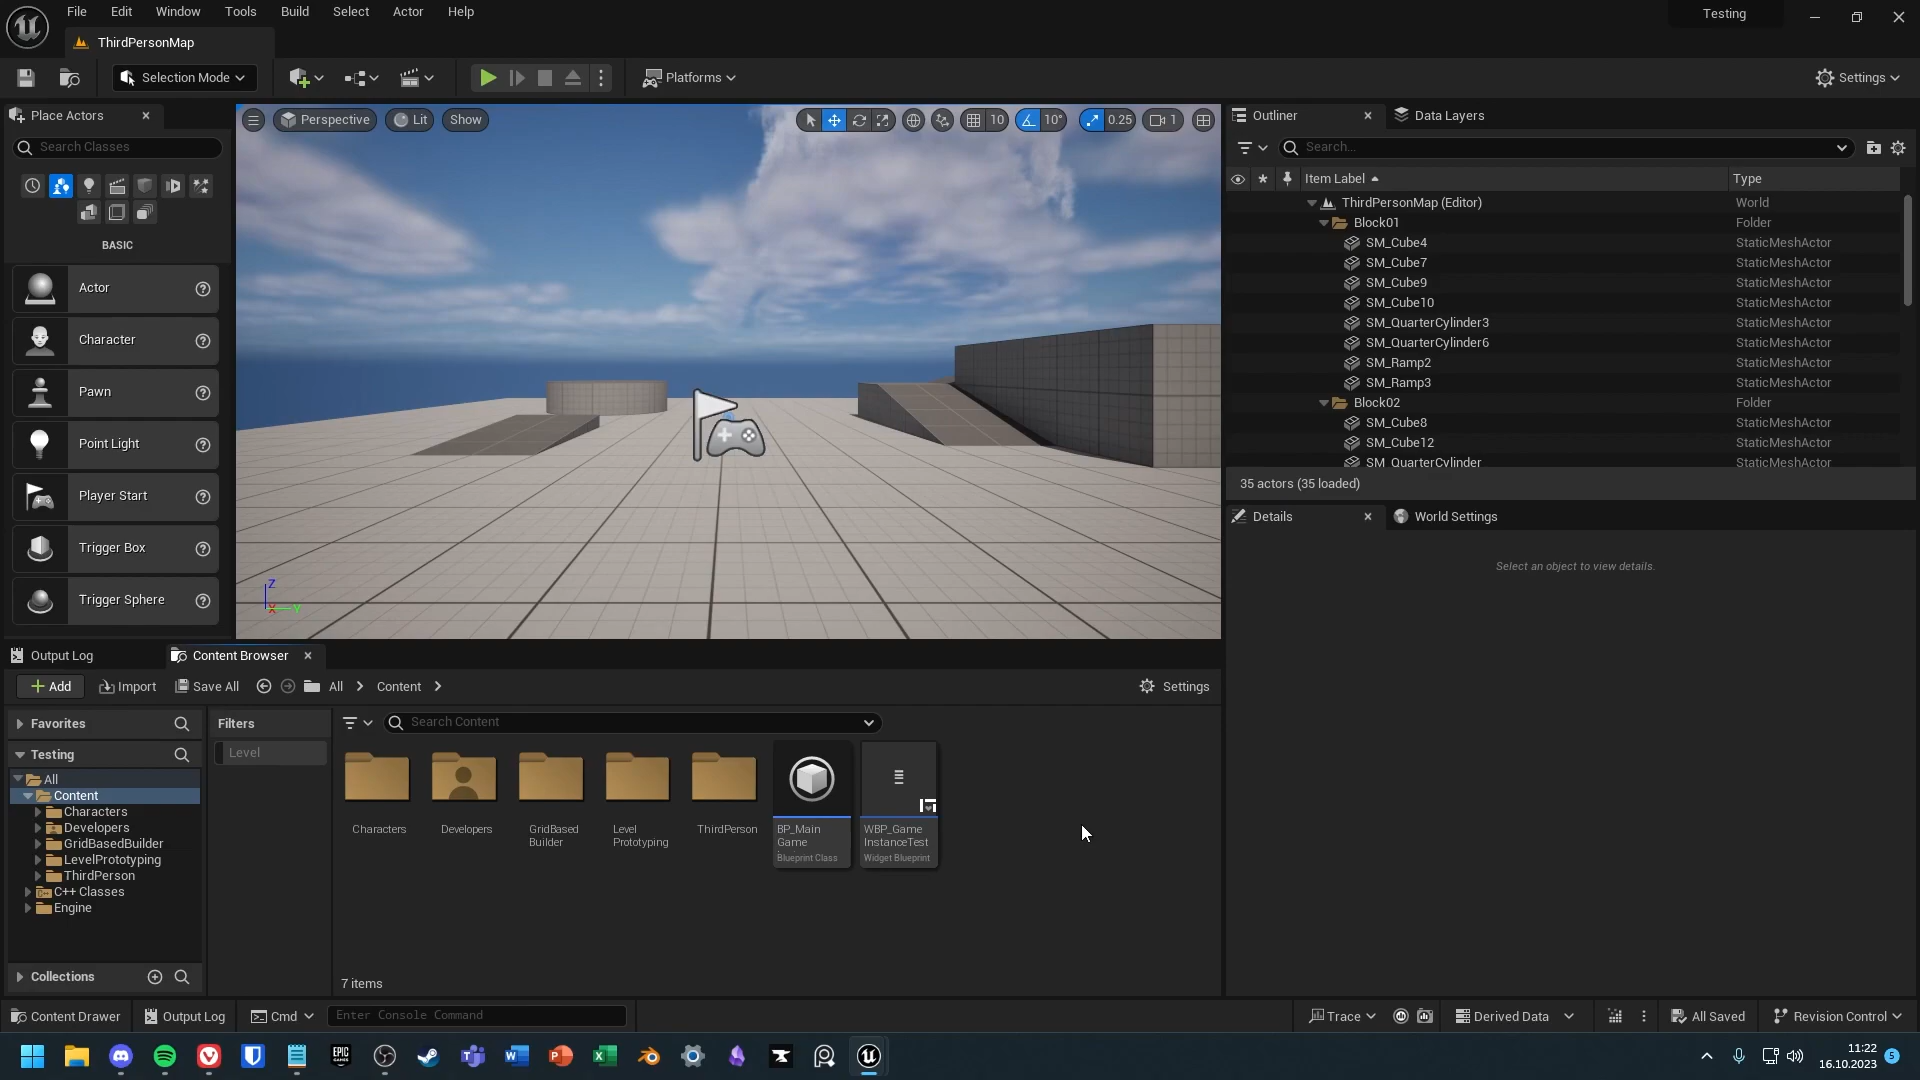 File Edit Window Tools Build Select Actor Help
Testing
ThirdPersonMap
Selection Mode
Platforms
Settings
Place Actors
Search Classes
BASIC
Actor
Character
Pawn
Point Light
Player Start
Trigger Box
Trigger Sphere
Perspective
Lit
Show
10
10°
0.25
1
Z
X
Y
Outliner
Data Layers
Search...
Item Label
Type
ThirdPersonMap (Editor) World
Block01 Folder
SM_Cube4 StaticMeshActor
SM_Cube7 StaticMeshActor
SM_Cube9 StaticMeshActor
SM_Cube10 StaticMeshActor
SM_QuarterCylinder3 StaticMeshActor
SM_QuarterCylinder6 StaticMeshActor
SM_Ramp2 StaticMeshActor
SM_Ramp3 StaticMeshActor
Block02 Folder
SM_Cube8 StaticMeshActor
SM_Cube12 StaticMeshActor
SM_QuarterCylinder StaticMeshActor
35 actors (35 loaded)
Details
World Settings
Select an object to view details.
Output Log
Content Browser
Add
Import
Save All
All
Content
Settings
Favorites
Testing
All
Content
Characters
Developers
GridBasedBuilder
LevelPrototyping
ThirdPerson
C++ Classes
Engine
Collections
Filters
Level
Search Content
Characters
Developers
GridBased
Builder
Level
Prototyping
ThirdPerson
BP_Main
Game
Blueprint Class
WBP_Game
InstanceTest
Widget Blueprint
7 items
Content Drawer
Output Log
Cmd
Enter Console Command
Trace
Derived Data
All Saved
Revision Control
EPIC
GAMES
11:22
16.10.2023
5